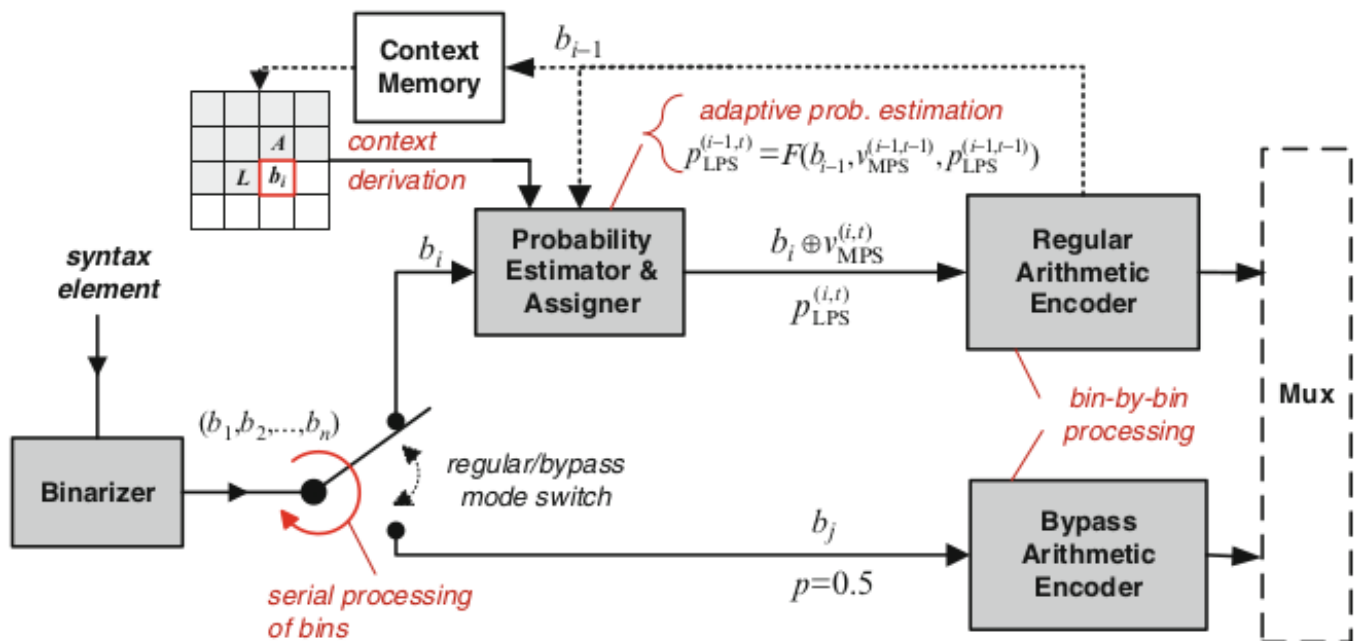 Context
Memory
b_{i-1}
adaptive prob. estimation
p_{LPS}^{(i-1,t)} = F(b_{i-1}, v_{MPS}^{(i-1,t-1)}, p_{LPS}^{(i-1,t-1)})
A
L b_i
context
derivation
syntax
element
b_i
Probability
Estimator &
Assigner
b_i ⊕ v_{MPS}^{(i,t)}
p_{LPS}^{(i,t)}
Regular
Arithmetic
Encoder
Mux
(b_1,b_2,...,b_n)
Binarizer
regular/bypass
mode switch
bin-by-bin
processing
b_j
p=0.5
Bypass
Arithmetic
Encoder
serial processing
of bins